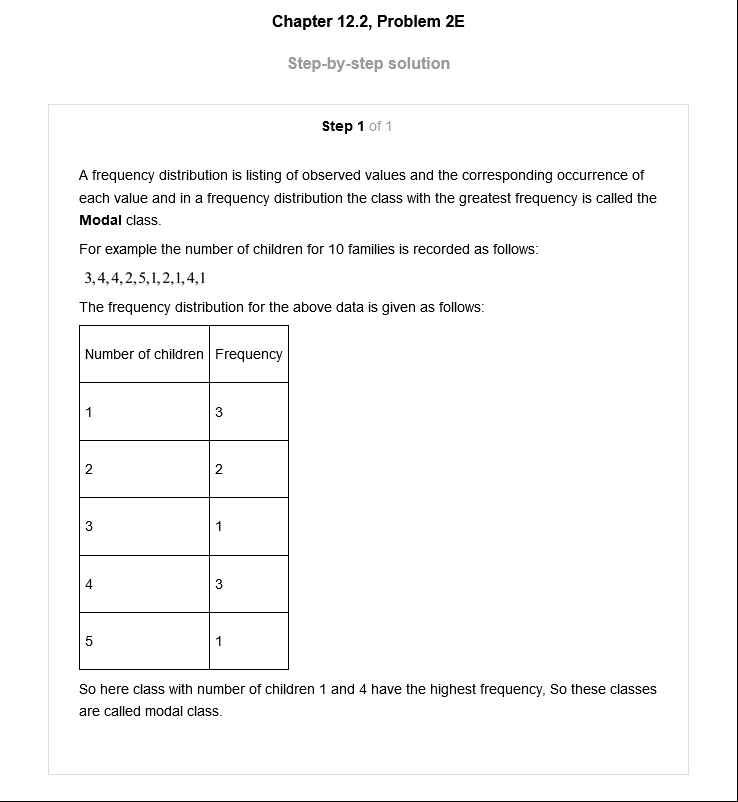 Chapter 12.2, Problem 2E
Step-by-step solution
Step 1 of 1
A frequency distribution is listing of observed values and the corresponding occurrence of
each value and in a frequency distribution the class with the greatest frequency is called the
Modal class.
For example the number of children for 10 families is recorded as follows:
3,4,4,2,5,1,2,1,4,1
The frequency distribution for the above data is given as follows:
Number of children Frequency
1 3
2 2
3 1
4 3
5 1
So here class with number of children 1 and 4 have the highest frequency, So these classes
are called modal class.